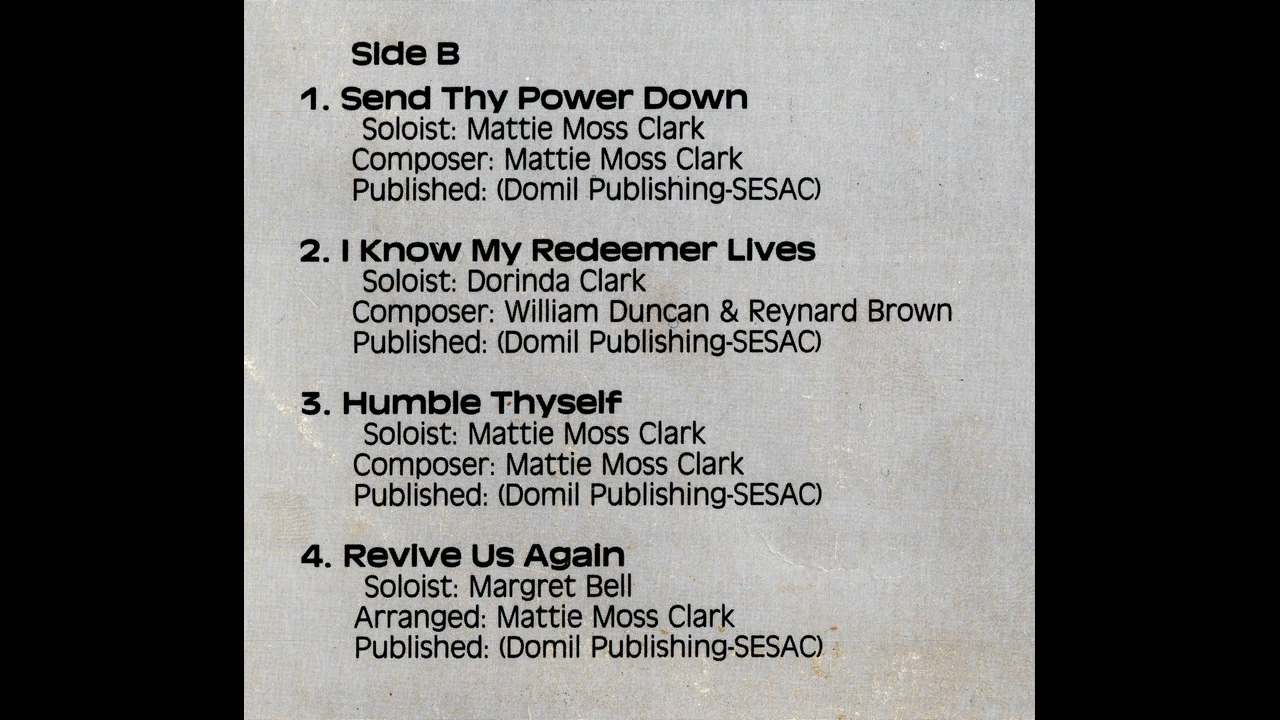 Side B
1. Send Thy Power Down
Soloist: Mattie Moss Clark
Composer: Mattie Moss Clark
Published: (Domil Publishing-SESAC)
2. I Know My Redeemer Lives
Soloist: Dorinda Clark
Composer: William Duncan & Reynard Brown
Published: (Domil Publishing-SESAC)
3. Humble Thyself
Soloist: Mattie Moss Clark
Composer: Mattie Moss Clark
Published: (Domil Publishing-SESAC)
4. Revive Us Again
Soloist: Margret Bell
Arranged: Mattie Moss Clark
Published: (Domil Publishing-SESAC)